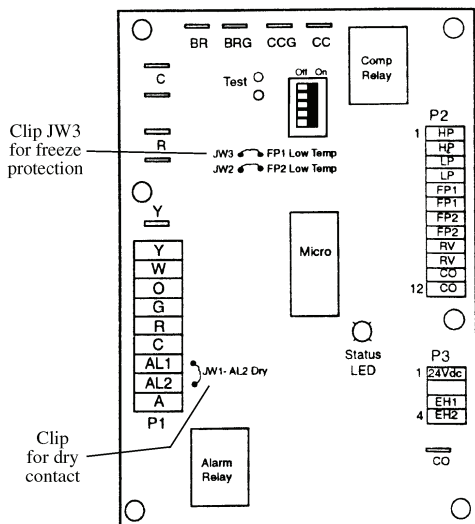 BR BRG CCG CC
Comp
Relay
Off On
Test
C
P2
Clip JW3
for freeze
protection
R
JW3 FP1 Low Temp
JW2 FP2 Low Temp
1 HP
HP
LP
LP
FP1
FP1
FP2
FP2
RV
RV
CO
12 CO
Y
Y
W
O
G
R
C
AL1
AL2
A
P1
JW1- AL2 Dry
Micro
Status
LED
P3
1 24Vdc
EH1
4 EH2
CO
Clip
for dry
contact
Alarm
Relay